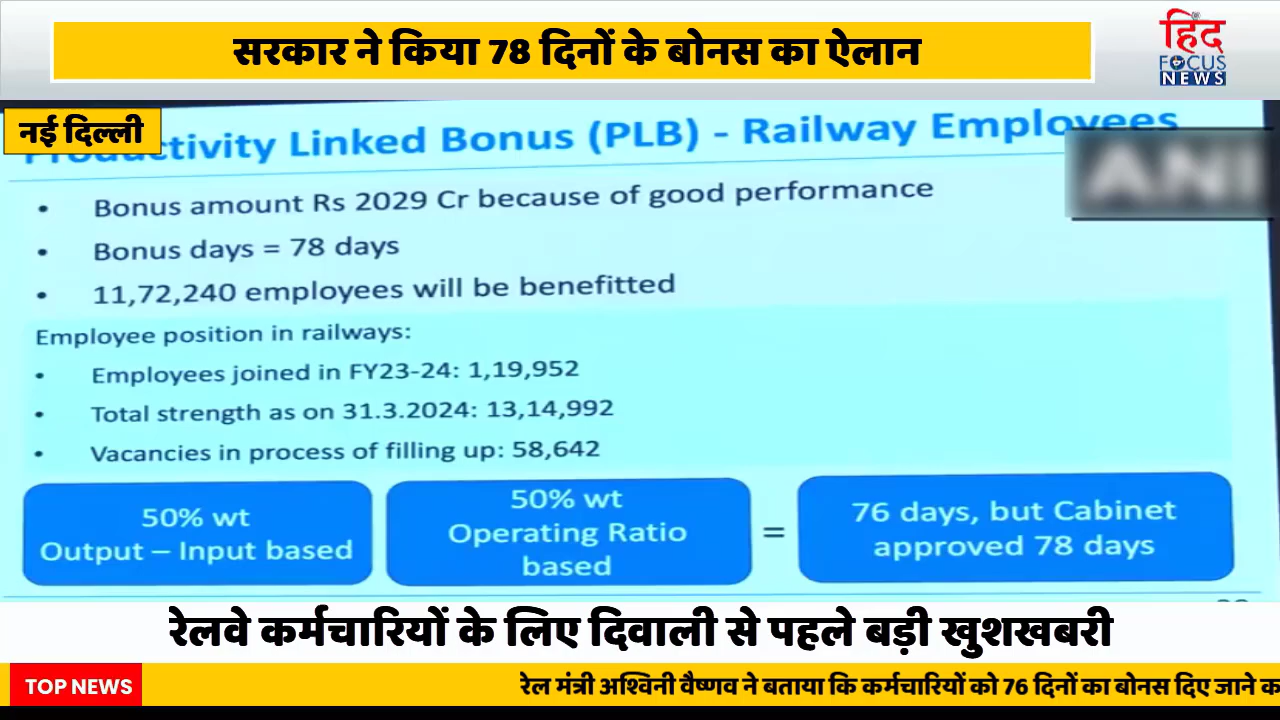 सरकार ने किया 78 दिनों के बोनस का ऐलान
हिंद
FOCUS
NEWS
नई दिल्ली
Linked Bonus (PLB) - Railway Employees
ANI
• Bonus amount Rs 2029 Cr because of good performance
• Bonus days = 78 days
• 11,72,240 employees will be benefitted
Employee position in railways:
• Employees joined in FY23-24: 1,19,952
• Total strength as on 31.3.2024: 13,14,992
• Vacancies in process of filling up: 58,642
50% wt
Output – Input based
50% wt
Operating Ratio
based
=
76 days, but Cabinet
approved 78 days
रेलवे कर्मचारियों के लिए दिवाली से पहले बड़ी खुशखबरी
TOP NEWS
रेल मंत्री अश्विनी वैष्णव ने बताया कि कर्मचारियों को 76 दिनों का बोनस दिए जाने